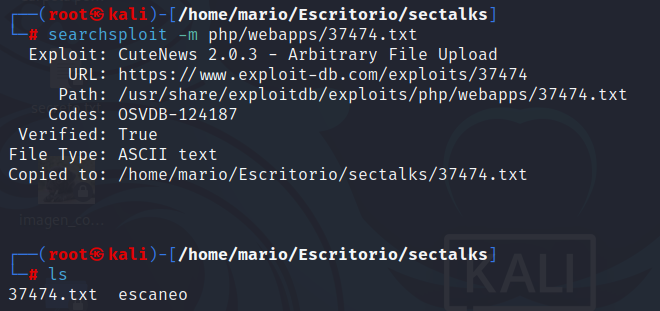 ┌──(root㉿kali)-[/home/mario/Escritorio/sectalks]
└─# searchsploit -m php/webapps/37474.txt
Exploit: CuteNews 2.0.3 - Arbitrary File Upload
URL: https://www.exploit-db.com/exploits/37474
Path: /usr/share/exploitdb/exploits/php/webapps/37474.txt
Codes: OSVDB-124187
Verified: True
File Type: ASCII text
Copied to: /home/mario/Escritorio/sectalks/37474.txt
┌──(root㉿kali)-[/home/mario/Escritorio/sectalks]
└─# ls
37474.txt  escaneo
KALI